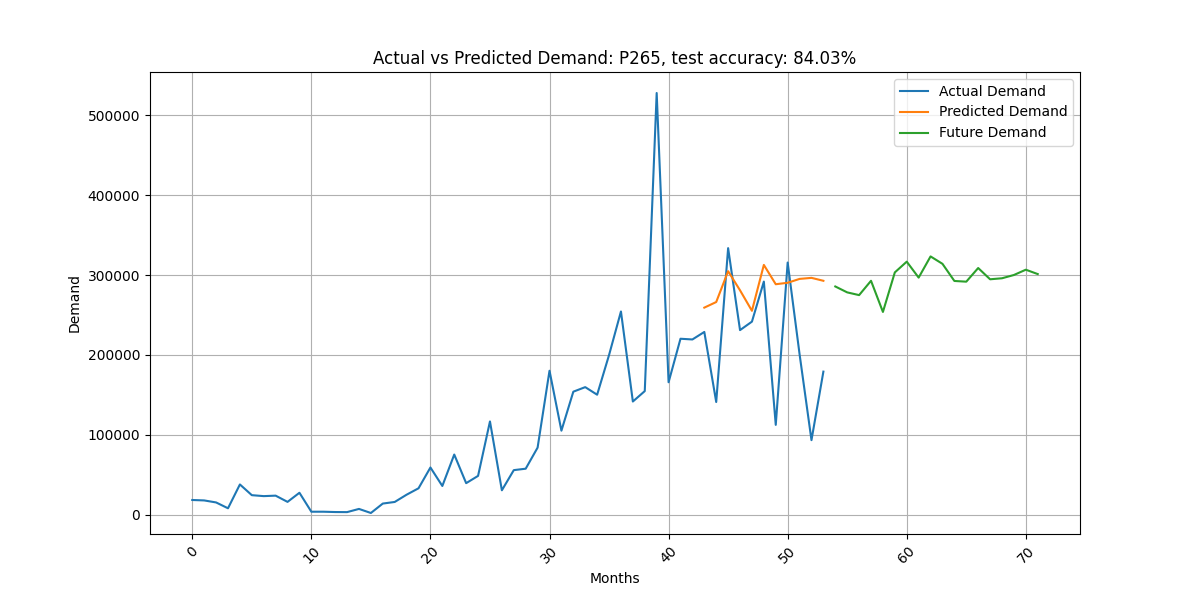 Actual vs Predicted Demand: P265, test accuracy: 84.03%
Actual Demand
Predicted Demand
Future Demand
500000
400000
300000
200000
100000
0
Demand
0 10 20 30 40 50 60 70
Months